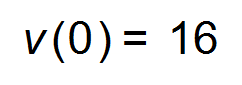 v(0) = 16